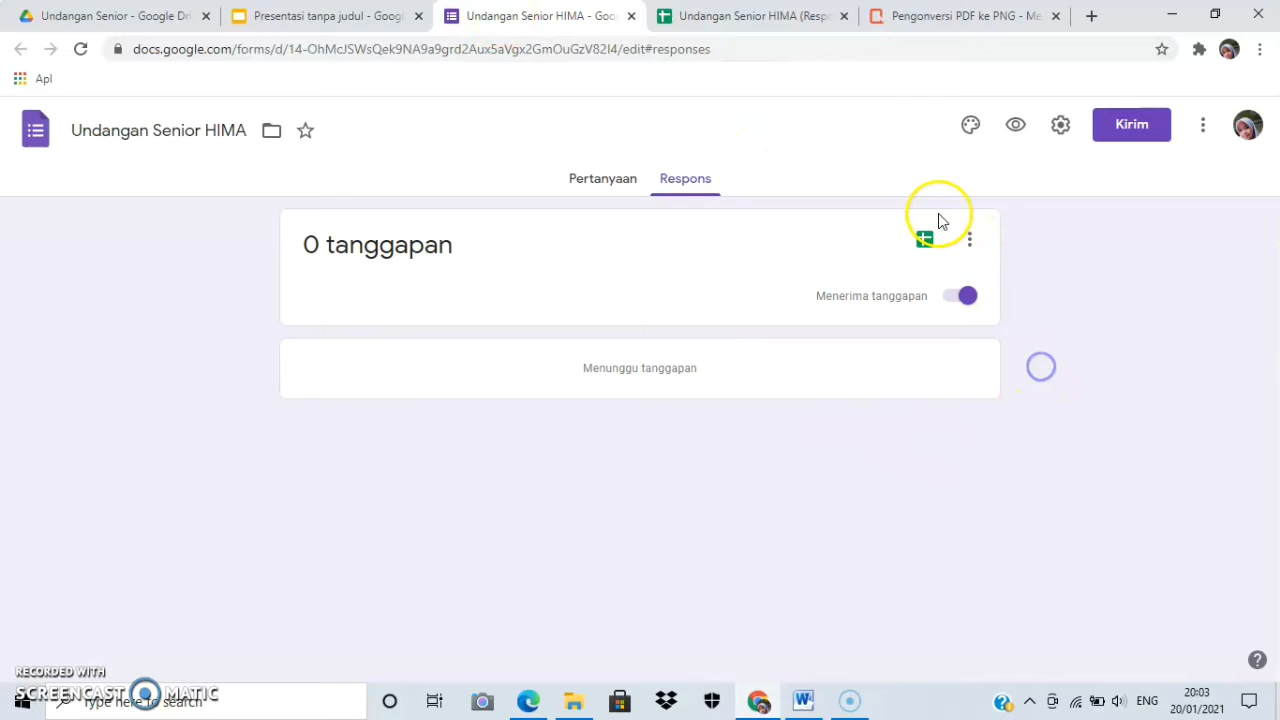 Undangan Senior - Google Drive
Presentasi tanpa judul - Goog
Undangan Senior HIMA - Goo
Undangan Senior HIMA (Resp
Pengonversi PDF ke PNG - Me
docs.google.com/forms/d/14-OhMcJSWsQek9NA9a9grd2Aux5aVgx2GmOuGzV82I4/edit#responses
Apl
Undangan Senior HIMA
Kirim
Pertanyaan
Respons
0 tanggapan
Menerima tanggapan
Menunggu tanggapan
RECORDED WITH
SCREENCAST MATIC
Type here to search
ENG
20:03
20/01/2021